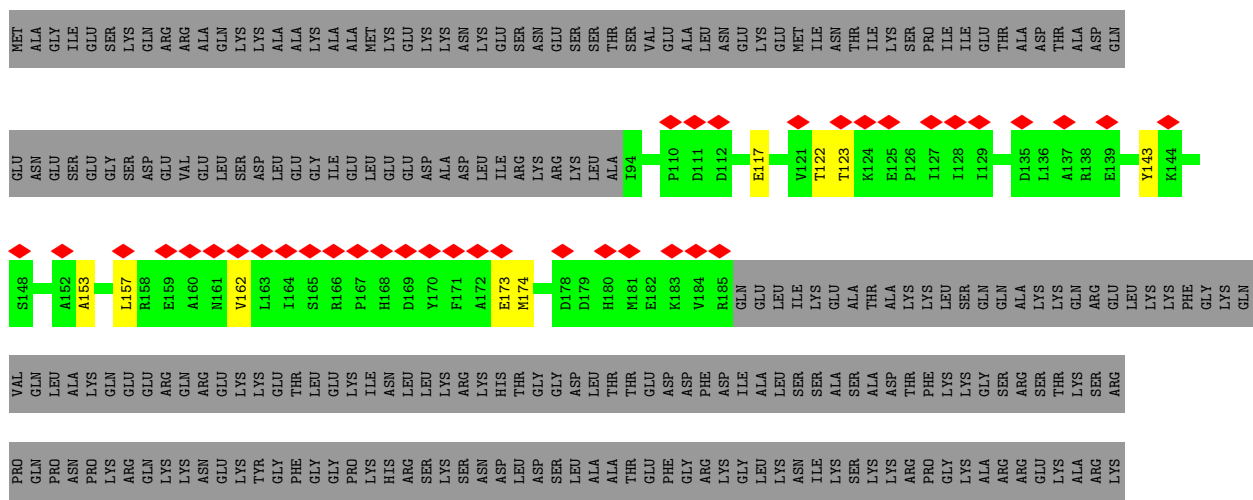 MET ALA GLY ILE GLU SER LYS GLN ARG ARG ALA GLN LYS LYS ALA ALA LYS ALA ALA MET LYS GLU LYS LYS ASN LYS GLU SER ASN GLU SER SER THR SER VAL GLU ALA LEU ASN GLU LYS GLU MET ILE ASN THR ILE LYS SER PRO ILE ILE GLU THR ALA ASP THR ALA ASP GLN
GLU ASN GLU SER GLU GLY SER ASP GLU VAL GLU LEU SER ASP LEU GLU GLY ILE GLU LEU GLU GLU ASP ALA ASP LEU ILE ARG LYS ARG LYS LEU ALA I94 P110 D111 D112 E117 V121 T122 T123 K124 E125 P126 I127 I128 I129 D135 L136 A137 R138 E139 Y143 K144
S148 A152 A153 L157 R158 E159 A160 N161 V162 L163 I164 S165 R166 P167 H168 D169 Y170 F171 A172 E173 M174 D178 D179 H180 M181 E182 K183 V184 R185 GLN GLU LEU ILE LYS GLU ALA THR ALA LYS LYS LEU SER GLN GLN ALA LYS LYS GLN ARG GLU LEU LYS LYS PHE GLY LYS GLN
VAL GLN LEU ALA LYS GLN GLU GLU ARG GLN ARG GLU LYS LYS GLU THR LEU GLU LYS ILE ASN LEU LEU LYS ARG LYS HIS THR GLY GLY ASP LEU THR THR GLU ASP ASP PHE ASP ILE ALA LEU SER SER ALA SER ALA ASP THR PHE LYS LYS GLY SER ARG SER THR LYS SER ARG
PRO GLN PRO ASN PRO LYS ARG GLN LYS LYS ASN GLU LYS TYR GLY PHE GLY GLY PRO LYS HIS ARG SER LYS SER ASN ASP LEU ASP SER LEU ALA ALA THR GLU PHE GLY ARG LYS GLY LEU LYS ASN ILE LYS SER LYS LYS ARG PRO GLY LYS ALA ARG ARG GLU LYS ALA ARG LYS